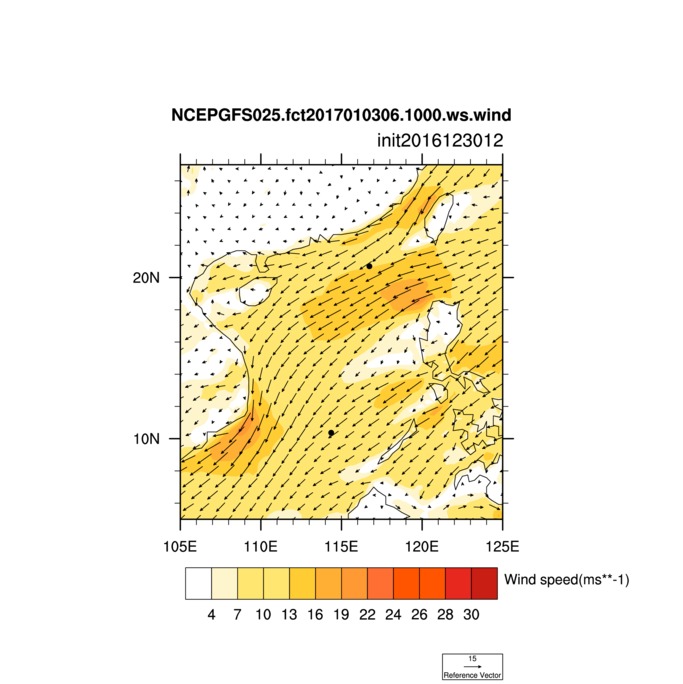 NCEPGFS025.fct2017010306.1000.ws.wind
init2016123012
20N
10N
105E 110E 115E 120E 125E
Wind speed(ms**-1)
4 7 10 13 16 19 22 24 26 28 30
15
Reference Vector